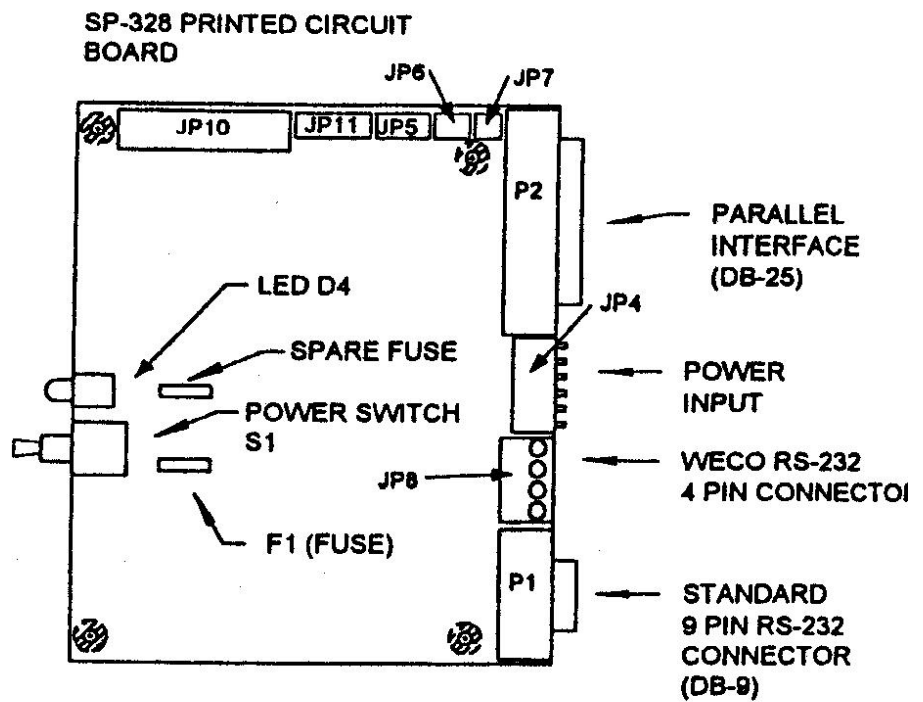 SP-328 PRINTED CIRCUIT
BOARD
JP6
JP7
JP10
JP11
JP5
P2
PARALLEL
INTERFACE
(DB-25)
LED D4
JP4
SPARE FUSE
POWER
INPUT
POWER SWITCH
S1
WECO RS-232
4 PIN CONNECTOR
JP8
F1 (FUSE)
P1
STANDARD
9 PIN RS-232
CONNECTOR
(DB-9)